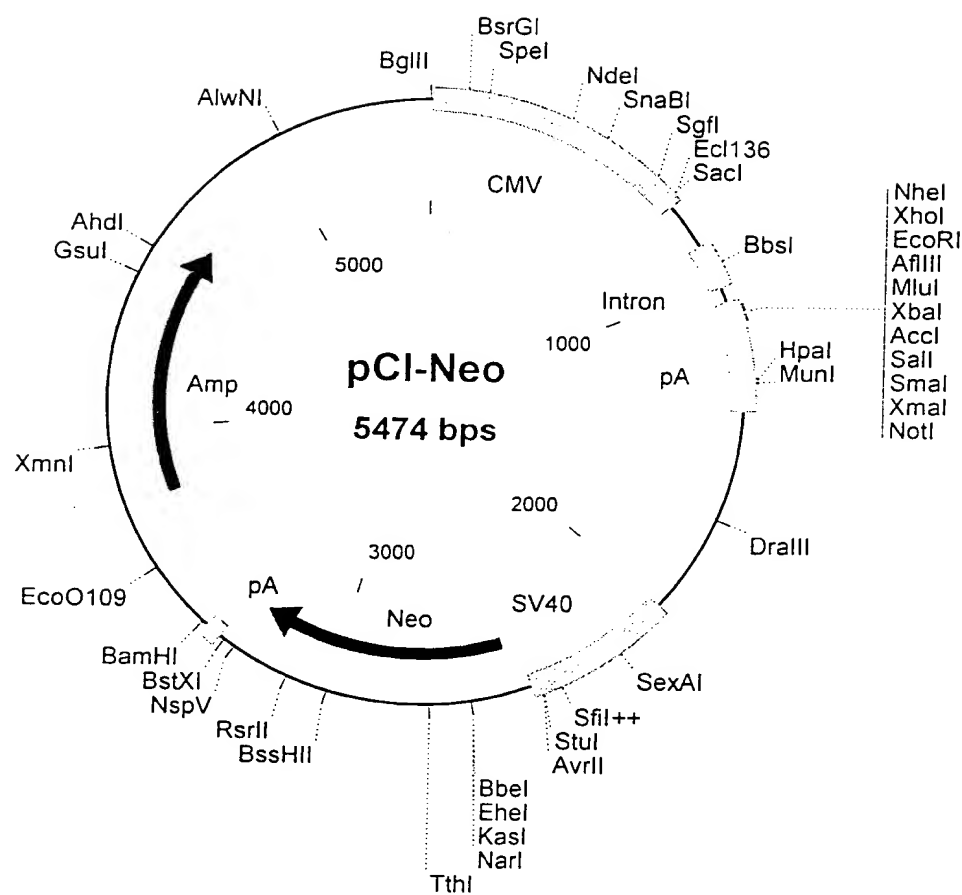 BsrGI
SpeI
BglII
NdeI
SnaBI
AlwNI
SgfI
Ecl136
SacI
CMV
NheI
XhoI
EcoRI
AflIII
MluI
XbaI
AccI
SalI
SmaI
XmaI
NotI
AhdI
GsuI
BbsI
5000
Intron
1000
HpaI
MunI
pA
pCI-Neo
5474 bps
Amp
4000
XmnI
2000
DraIII
3000
EcoO109
pA
Neo
SV40
BamHI
BstXI
NspV
SexAI
RsrII
BssHII
SfiI++
StuI
AvrII
BbeI
EheI
KasI
NarI
TthI